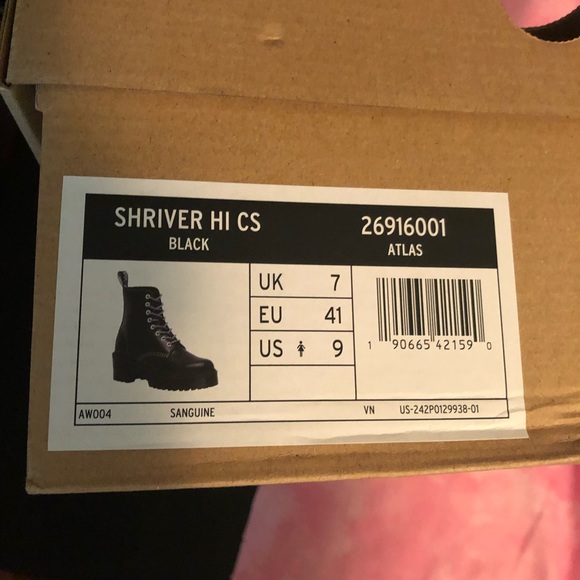 SHRIVER HI CS 26916001
BLACK ATLAS
UK 7
EU 41
US 9
1 90665 42159 0
AW004 SANGUINE VN US-242P0129938-01